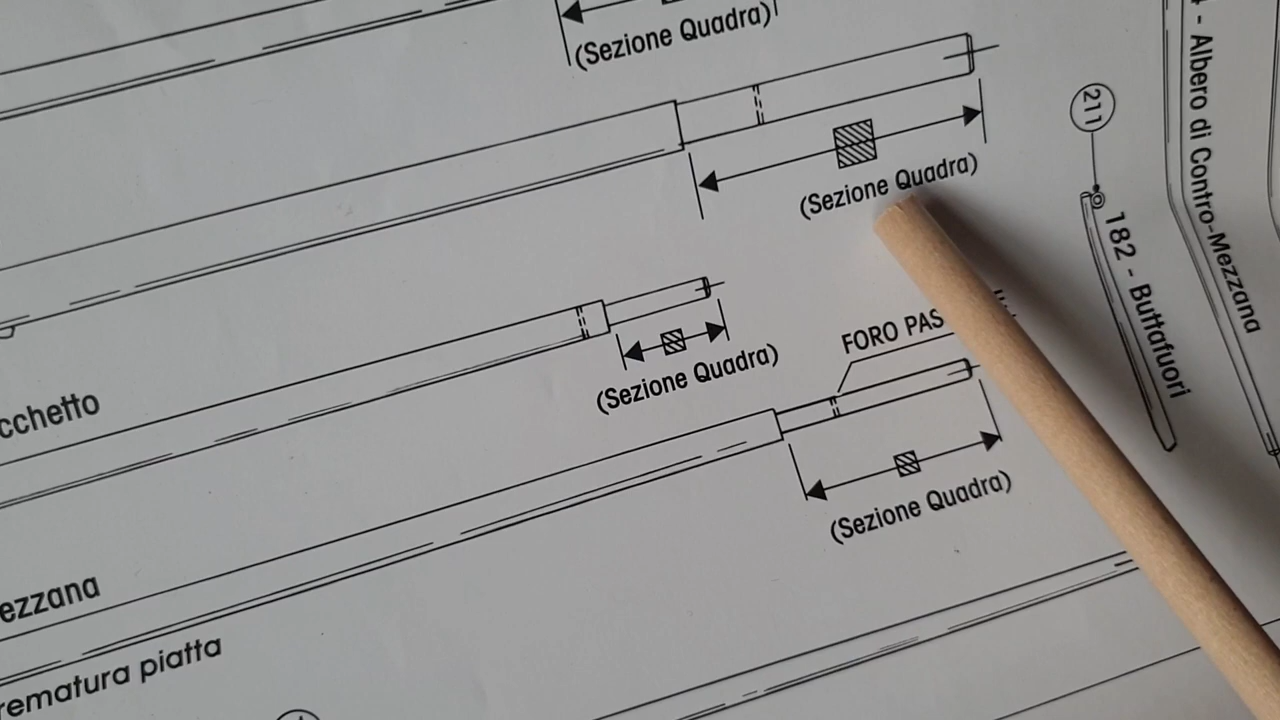 (Sezione Quadra)
(Sezione Quadra)
(Sezione Quadra)
FORO PAS
(Sezione Quadra)
cchetto
ezzana
rematura piatta
211
182 - Buttafuori
- Albero di Contro-Mezzana